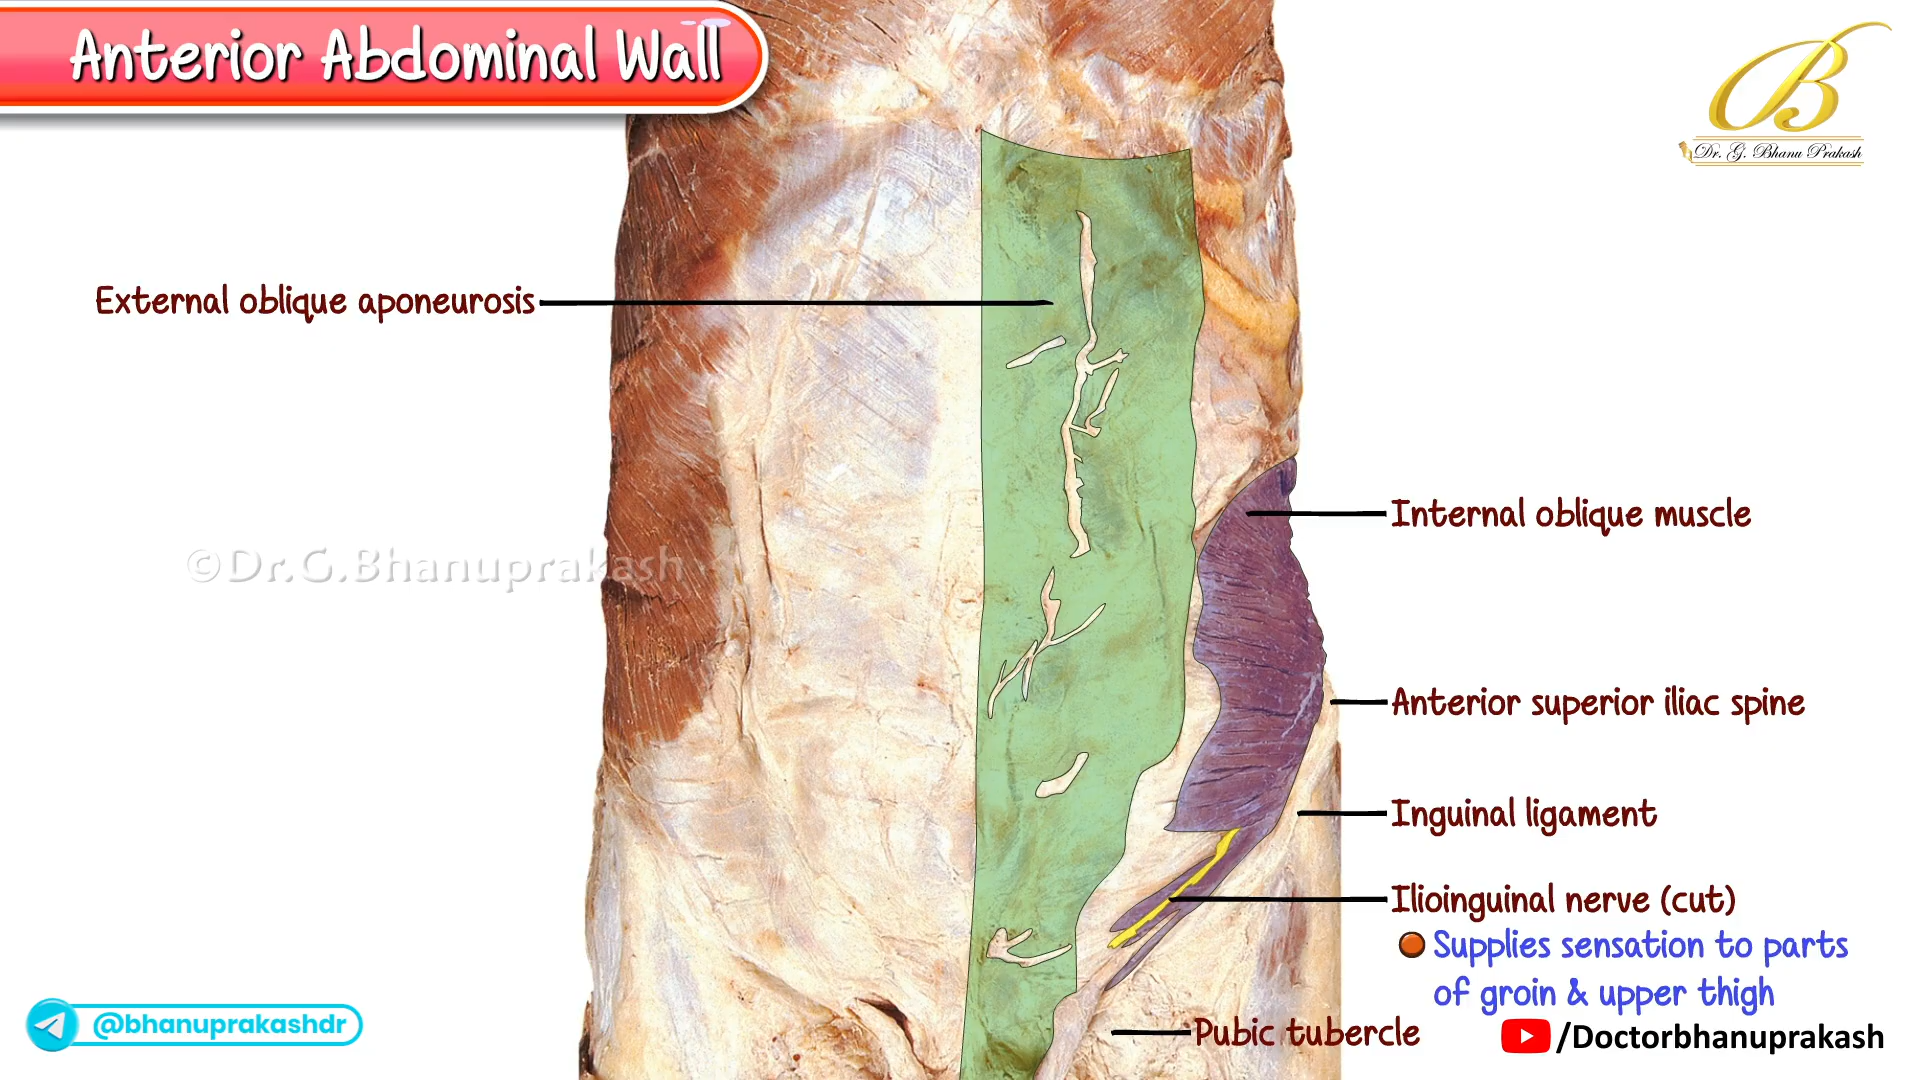 Anterior Abdominal Wall
B
Dr. G. Bhanu Prakash
External oblique aponeurosis
Internal oblique muscle
©Dr.G.Bhanuprakash
Anterior superior iliac spine
Inguinal ligament
Ilioinguinal nerve (cut)
Supplies sensation to parts
of groin & upper thigh
@bhanuprakashdr
Pubic tubercle
/Doctorbhanuprakash